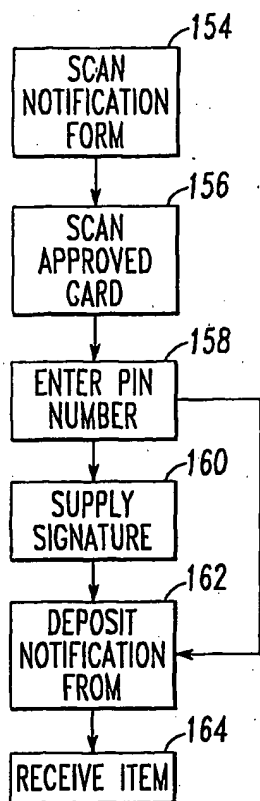 154
SCAN
NOTIFICATION
FORM
156
SCAN
APPROVED
CARD
158
ENTER PIN
NUMBER
160
SUPPLY
SIGNATURE
162
DEPOSIT
NOTIFICATION
FROM
164
RECEIVE ITEM